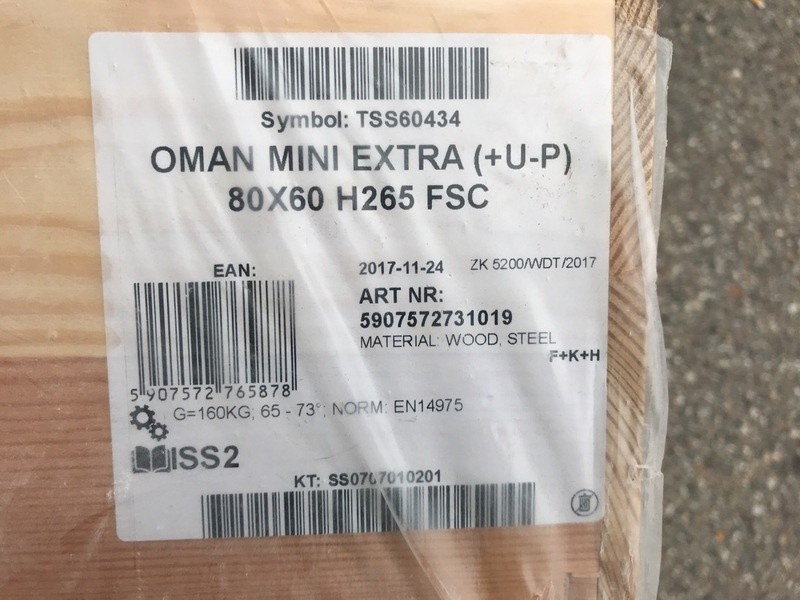 Symbol: TSS60434
OMAN MINI EXTRA (+U-P)
80X60 H265 FSC
EAN:
2017-11-24 ZK 5200/WDT/2017
ART NR:
5907572731019
MATERIAL: WOOD, STEEL
F+K+H
5 907572 765878
G=160KG; 65 - 73°; NORM: EN14975
ISS2
KT: SS0707010201